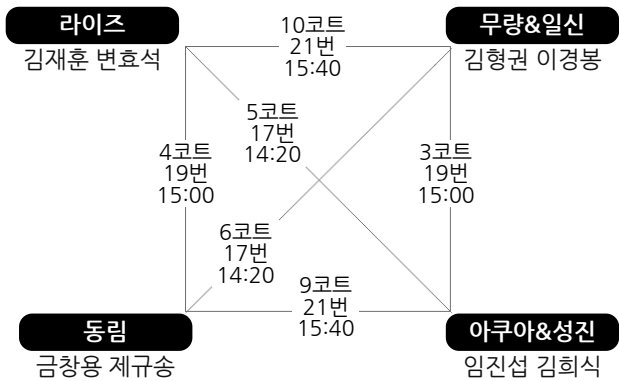 라이즈
김재훈 변효석
무량&일신
김형권 이경봉
10코트
21번
15:40
5코트
17번
14:20
4코트
19번
15:00
3코트
19번
15:00
6코트
17번
14:20
9코트
21번
15:40
동림
금창용 제규송
아쿠아&성진
임진섭 김희식